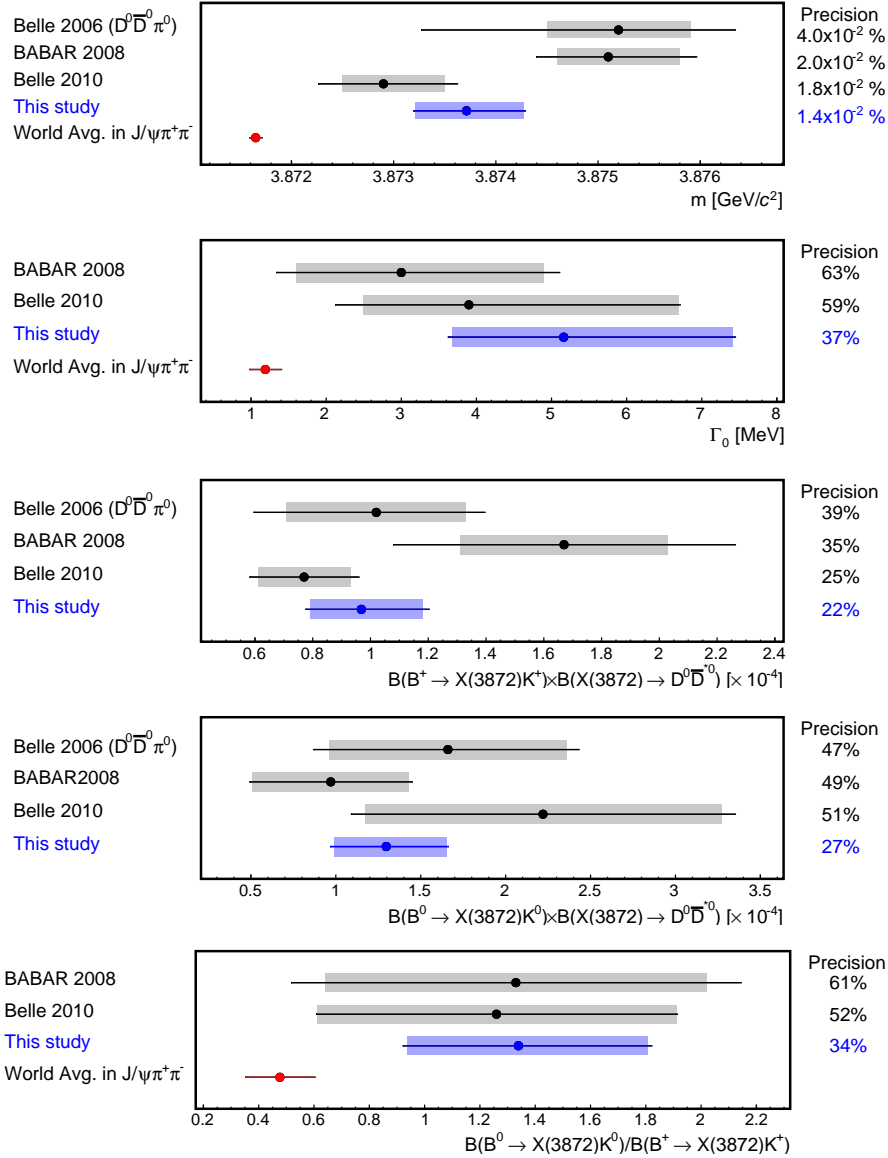 Belle 2006 (D⁰D̅⁰π⁰) Precision
4.0x10⁻² %
BABAR 2008 2.0x10⁻² %
Belle 2010 1.8x10⁻² %
This study 1.4x10⁻² %
World Avg. in J/ψπ⁺π⁻
3.872 3.873 3.874 3.875 3.876
m [GeV/c²]
Precision
BABAR 2008 63%
Belle 2010 59%
This study 37%
World Avg. in J/ψπ⁺π⁻
1 2 3 4 5 6 7 8
Γ₀ [MeV]
Precision
Belle 2006 (D⁰D̅⁰π⁰) 39%
BABAR 2008 35%
Belle 2010 25%
This study 22%
0.6 0.8 1 1.2 1.4 1.6 1.8 2 2.2 2.4
B(B⁺ → X(3872)K⁺)×B(X(3872) → D⁰D̅*⁰) [× 10⁻⁴]
Precision
Belle 2006 (D⁰D̅⁰π⁰) 47%
BABAR2008 49%
Belle 2010 51%
This study 27%
0.5 1 1.5 2 2.5 3 3.5
B(B⁰ → X(3872)K⁰)×B(X(3872) → D⁰D̅*⁰) [× 10⁻⁴]
Precision
BABAR 2008 61%
Belle 2010 52%
This study 34%
World Avg. in J/ψπ⁺π⁻
0.2 0.4 0.6 0.8 1 1.2 1.4 1.6 1.8 2 2.2
B(B⁰ → X(3872)K⁰)/B(B⁺ → X(3872)K⁺)